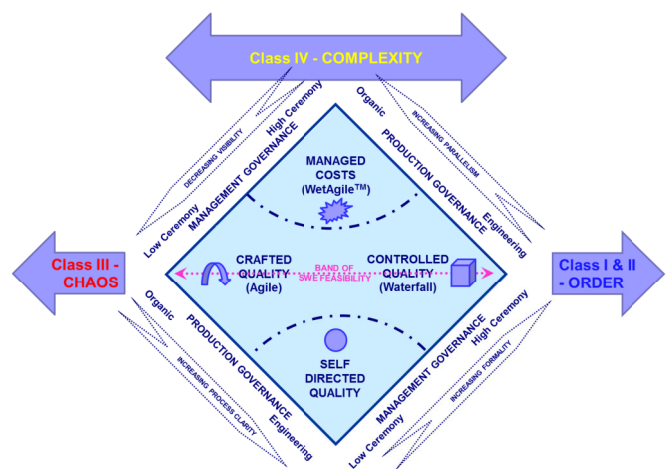 Class IV - COMPLEXITY
DECREASING VISIBILITY
Low Ceremony
High Ceremony
MANAGEMENT GOVERNANCE
Organic
Engineering
PRODUCTION GOVERNANCE
INCREASING PARALLELISM
MANAGED
COSTS
(WetAgile™)
Class III -
CHAOS
CRAFTED
QUALITY
(Agile)
BAND OF
SWE FEASIBILITY
CONTROLLED
QUALITY
(Waterfall)
Class I & II
- ORDER
SELF
DIRECTED
QUALITY
Organic
Engineering
PRODUCTION GOVERNANCE
INCREASING PROCESS CLARITY
Low Ceremony
High Ceremony
MANAGEMENT GOVERNANCE
INCREASING FORMALITY